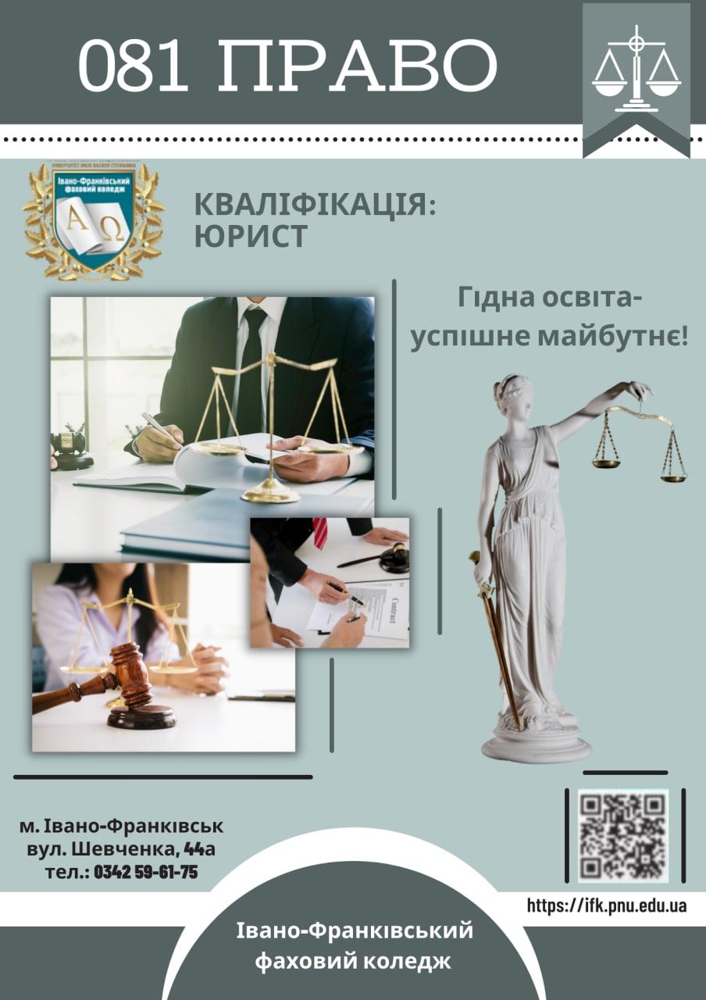 081 ПРАВО
УНІВЕРСИТЕТ ІМЕНІ ВАСИЛЯ СТЕФАНИКА
Івано-Франківський
фаховий коледж
Α Ω
КВАЛІФІКАЦІЯ:
ЮРИСТ
Гідна освіта-
успішне майбутнє!
Contract
м. Івано-Франківськ
вул. Шевченка, 44а
тел.: 0342 59-61-75
https://ifk.pnu.edu.ua
Івано-Франківський
фаховий коледж